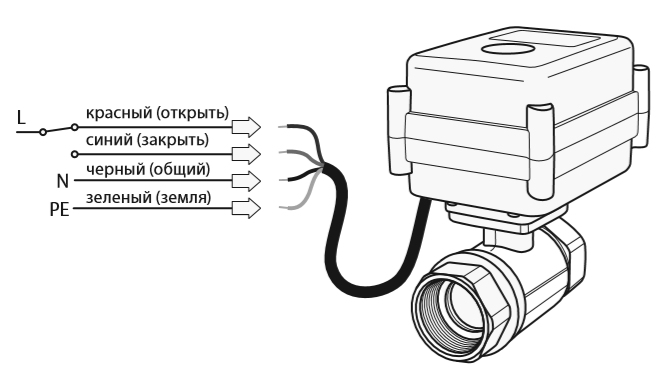 L
красный (открыть)
синий (закрыть)
N черный (общий)
PE зеленый (земля)